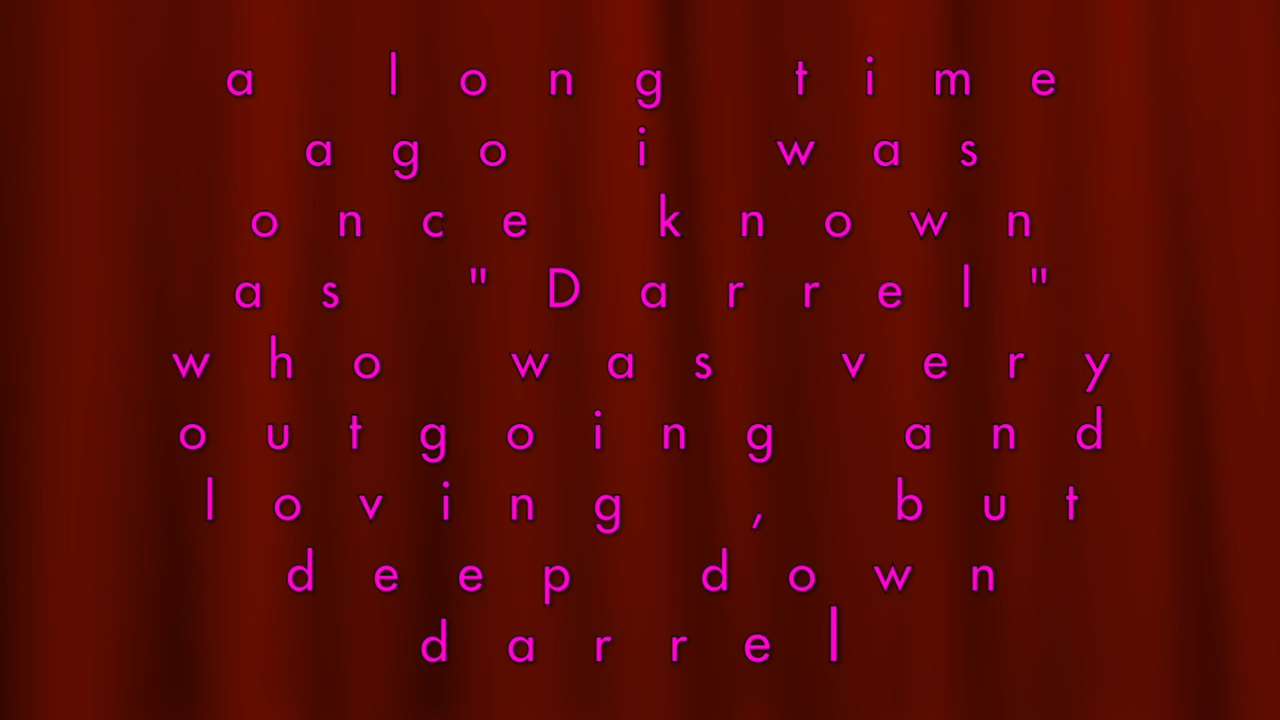 a long time
ago i was
once known
as "Darrel"
who was very
outgoing and
loving , but
deep down
darrel